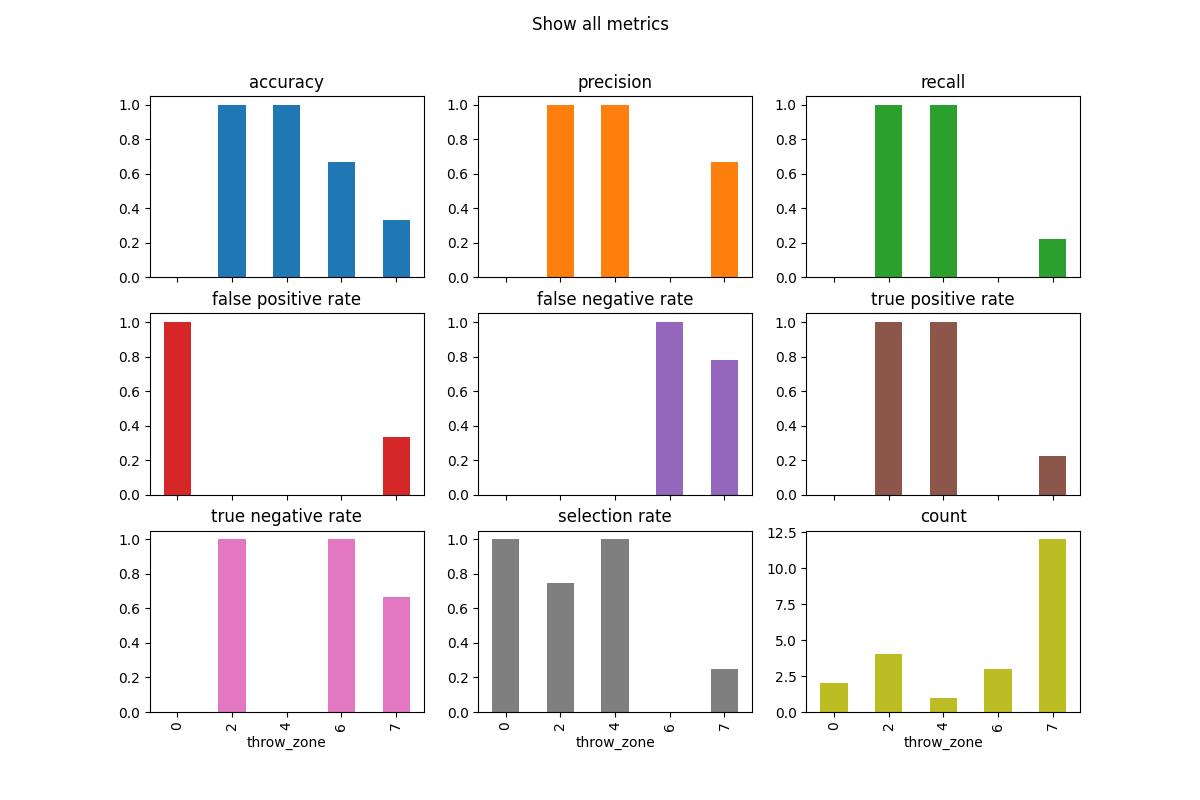 Show all metrics
accuracy precision recall
1.0 1.0 1.0
0.8 0.8 0.8
0.6 0.6 0.6
0.4 0.4 0.4
0.2 0.2 0.2
0.0 0.0 0.0
false positive rate false negative rate true positive rate
1.0 1.0 1.0
0.8 0.8 0.8
0.6 0.6 0.6
0.4 0.4 0.4
0.2 0.2 0.2
0.0 0.0 0.0
true negative rate selection rate count
1.0 1.0 12.5
0.8 0.8 10.0
0.6 0.6 7.5
0.4 0.4 5.0
0.2 0.2 2.5
0.0 0.0 0.0
0 2 4 6 7 0 2 4 6 7 0 2 4 6 7
throw_zone throw_zone throw_zone